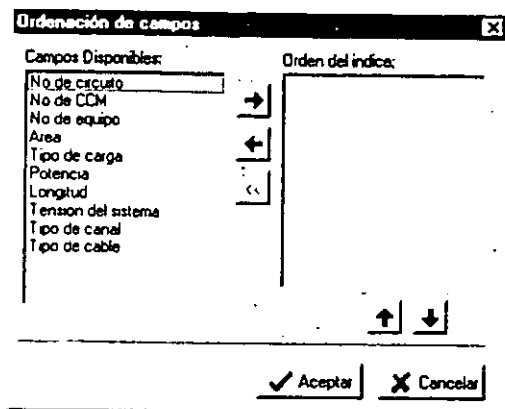 Ordenación de campos
Campos Disponibles:
No de circuito
No de CCM
No de equipo
Area
Tipo de carga
Potencia
Longitud
Tension del sistema
Tipo de canal
Tipo de cable
Orden del indice:
<<
Aceptar
Cancelar